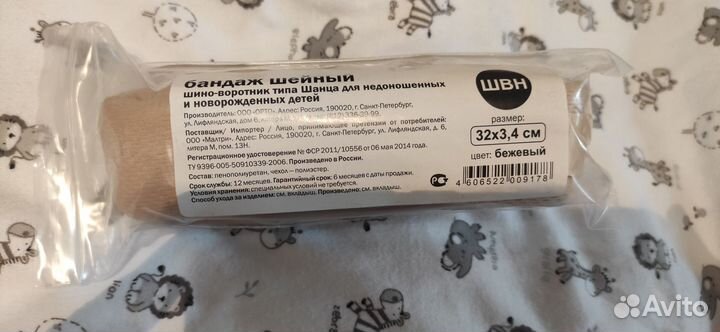 бандаж шейный
шино-воротник типа Шанца для недоношенных
и новорожденных детей
Производитель: ООО «ОРТО». Адрес: Россия, 190020, г. Санкт-Петербург,
ул. Лифляндская, дом 6,
Поставщик/ Импортер / Лицо, принимающее претензии от потребителей:
ООО «Малтри». Адрес: Россия, 190020, г. Санкт-Петербург, ул. Лифляндская, д. 6,
литера М, пом. 13Н.
Регистрационное удостоверение № ФСР 2011/10556 от 06 мая 2014 года.
ТУ 9396-005-50910339-2006. Произведено в России.
Состав: пенополиуретан, чехол – полиэстер.
Срок службы: 12 месяцев. Гарантийный срок: 6 месяцев с даты продажи.
Условия хранения: специальных условий не требуется.
Способ ухода за изделием: см. вкладыш. Показания: см. вкладыш.
ШВН
размер:
32х3,4 см
цвет: бежевый
4 606522 009178
lion
Avito